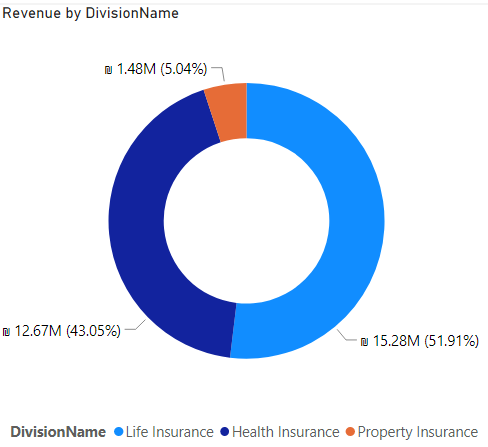 Revenue by DivisionName
₪ 1.48M (5.04%)
₪ 12.67M (43.05%)
₪ 15.28M (51.91%)
DivisionName Life Insurance Health Insurance Property Insurance